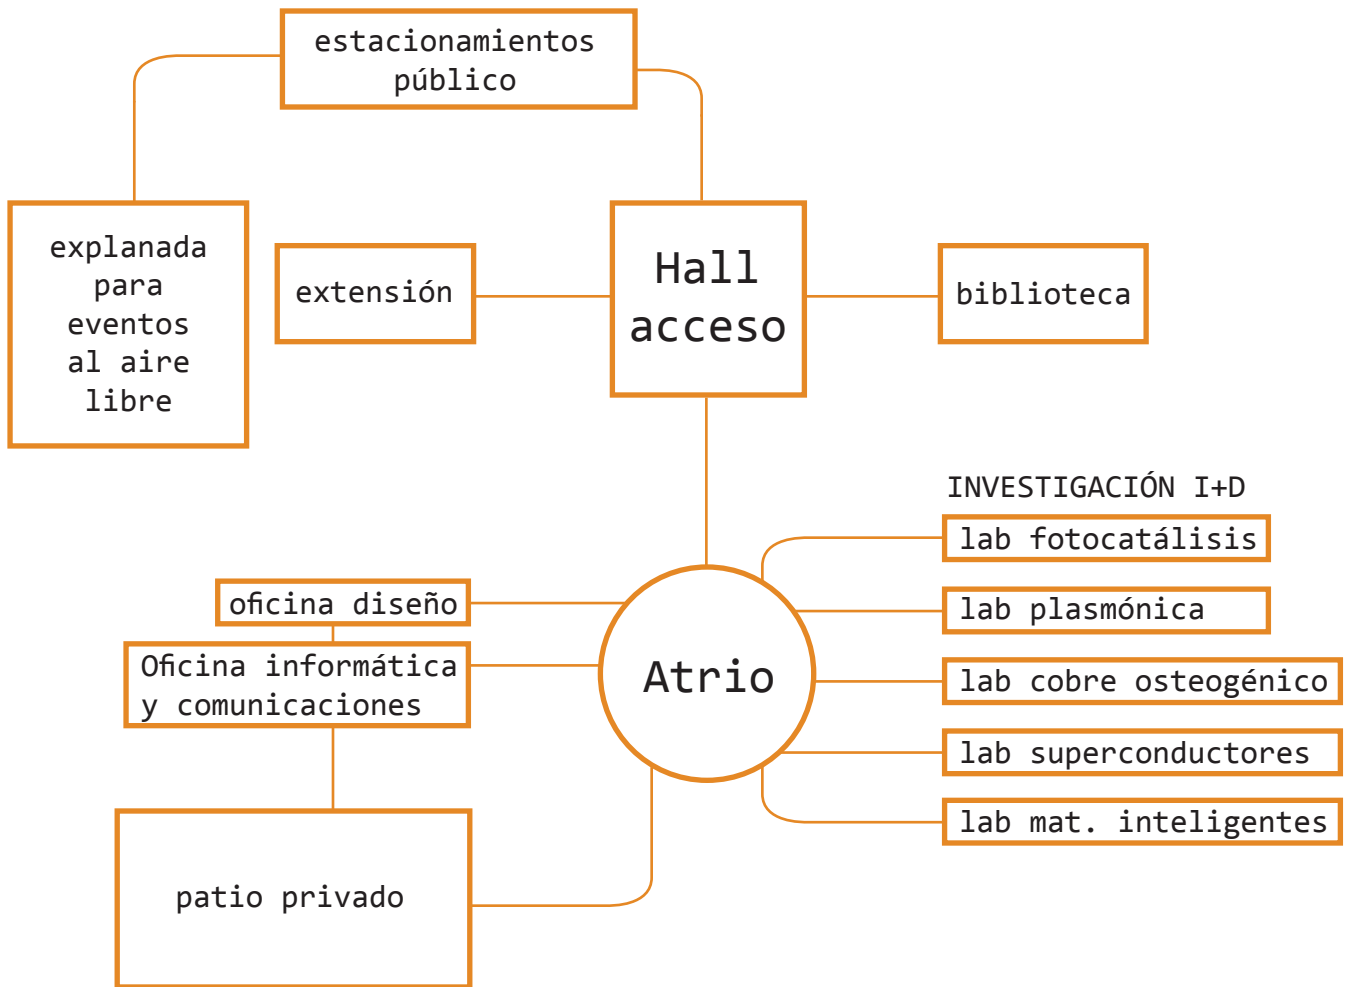 estacionamientos
público
explanada
para
eventos
al aire
libre
extensión
Hall
acceso
biblioteca
INVESTIGACIÓN I+D
lab fotocatálisis
lab plasmónica
lab cobre osteogénico
lab superconductores
lab mat. inteligentes
oficina diseño
Oficina informática
y comunicaciones
Atrio
patio privado